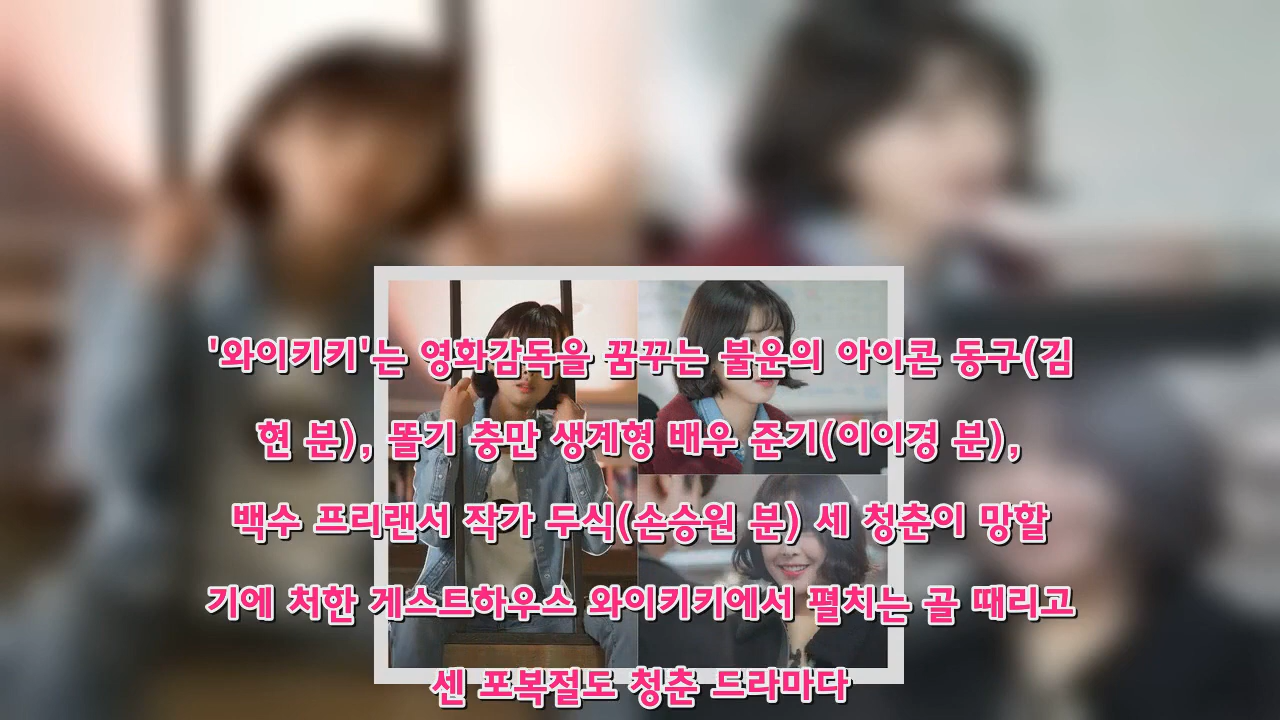 '와이키키'는 영화감독을 꿈꾸는 불운의 아이콘 동구(김
현 분), 똘기 충만 생계형 배우 준기(이이경 분),
백수 프리랜서 작가 두식(손승원 분) 세 청춘이 망할
기에 처한 게스트하우스 와이키키에서 펼치는 골 때리고
센 포복절도 청춘 드라마다